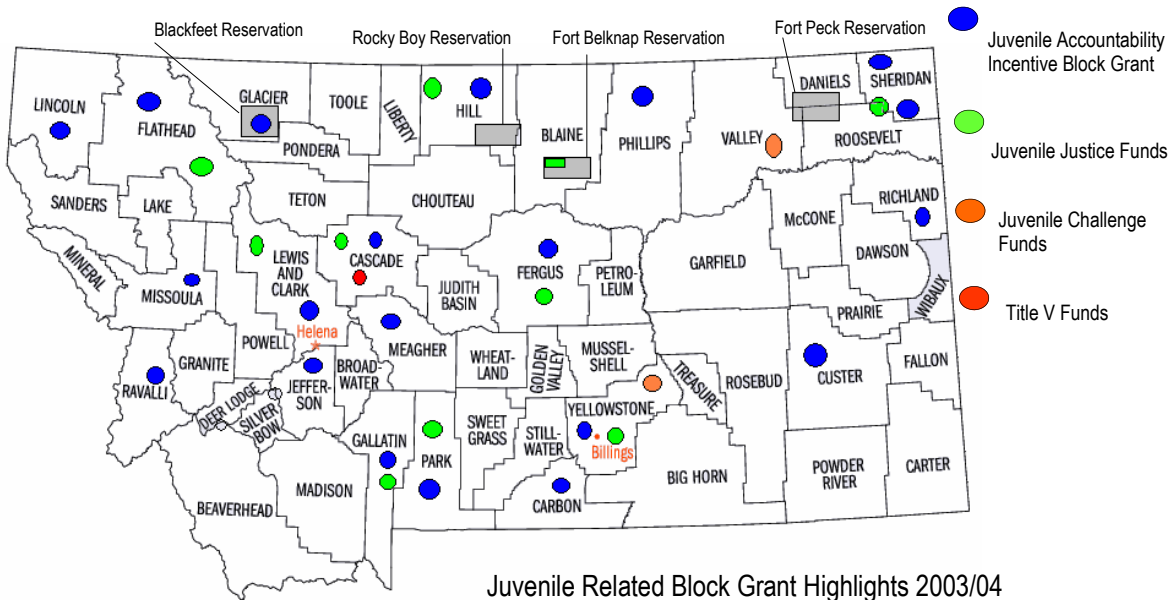 Blackfeet Reservation
Rocky Boy Reservation
Fort Belknap Reservation
Fort Peck Reservation
Juvenile Accountability
Incentive Block Grant
Juvenile Justice Funds
Juvenile Challenge
Funds
Title V Funds
LINCOLN
FLATHEAD
GLACIER
TOOLE
LIBERTY
HILL
BLAINE
PHILLIPS
VALLEY
DANIELS
SHERIDAN
ROOSEVELT
PONDERA
SANDERS
LAKE
TETON
CHOUTEAU
RICHLAND
McCONE
DAWSON
MINERAL
MISSOULA
LEWIS
AND
CLARK
CASCADE
JUDITH
BASIN
FERGUS
PETRO-
LEUM
GARFIELD
WIBAUX
PRAIRIE
Helena
POWELL
GRANITE
RAVALLI
DEER LODGE
SILVER
BOW
JEFFER-
SON
BROAD-
WATER
MEAGHER
WHEAT-
LAND
GOLDEN
VALLEY
MUSSEL-
SHELL
TREASURE
ROSEBUD
CUSTER
FALLON
GALLATIN
PARK
SWEET
GRASS
STILL-
WATER
YELLOWSTONE
Billings
BIG HORN
POWDER
RIVER
CARTER
BEAVERHEAD
MADISON
CARBON
Juvenile Related Block Grant Highlights 2003/04